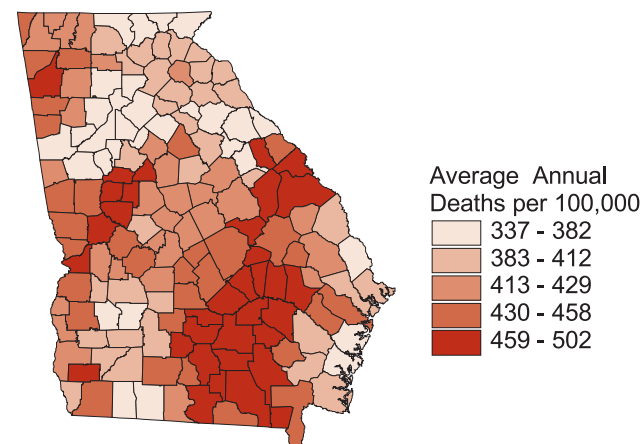 Average Annual
Deaths per 100,000
337 - 382
383 - 412
413 - 429
430 - 458
459 - 502